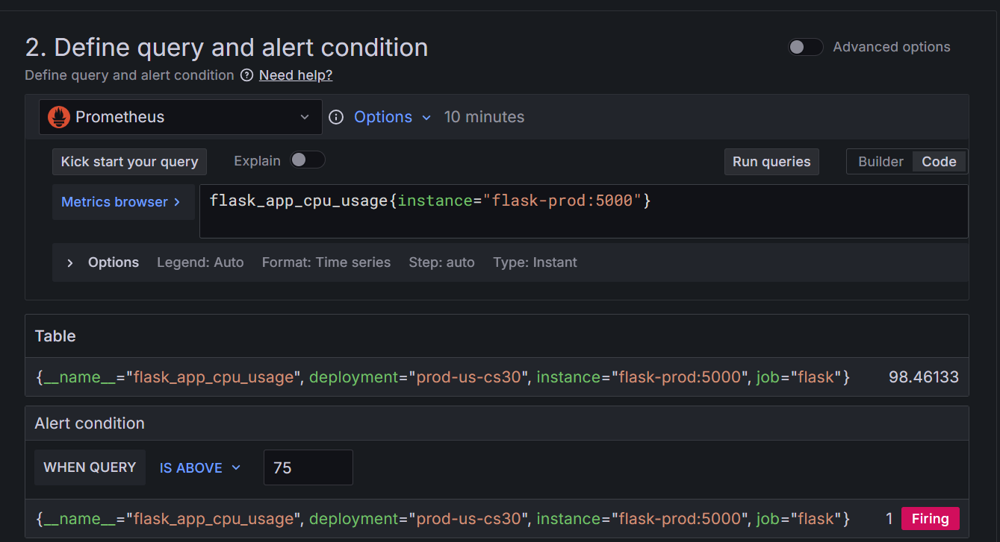 2. Define query and alert condition
Advanced options
Define query and alert condition Need help?
Prometheus
Options 10 minutes
Kick start your query Explain Run queries Builder Code
Metrics browser > flask_app_cpu_usage{instance="flask-prod:5000"}
> Options Legend: Auto Format: Time series Step: auto Type: Instant
Table
{__name__="flask_app_cpu_usage", deployment="prod-us-cs30", instance="flask-prod:5000", job="flask"} 98.46133
Alert condition
WHEN QUERY IS ABOVE 75
{__name__="flask_app_cpu_usage", deployment="prod-us-cs30", instance="flask-prod:5000", job="flask"} 1 Firing